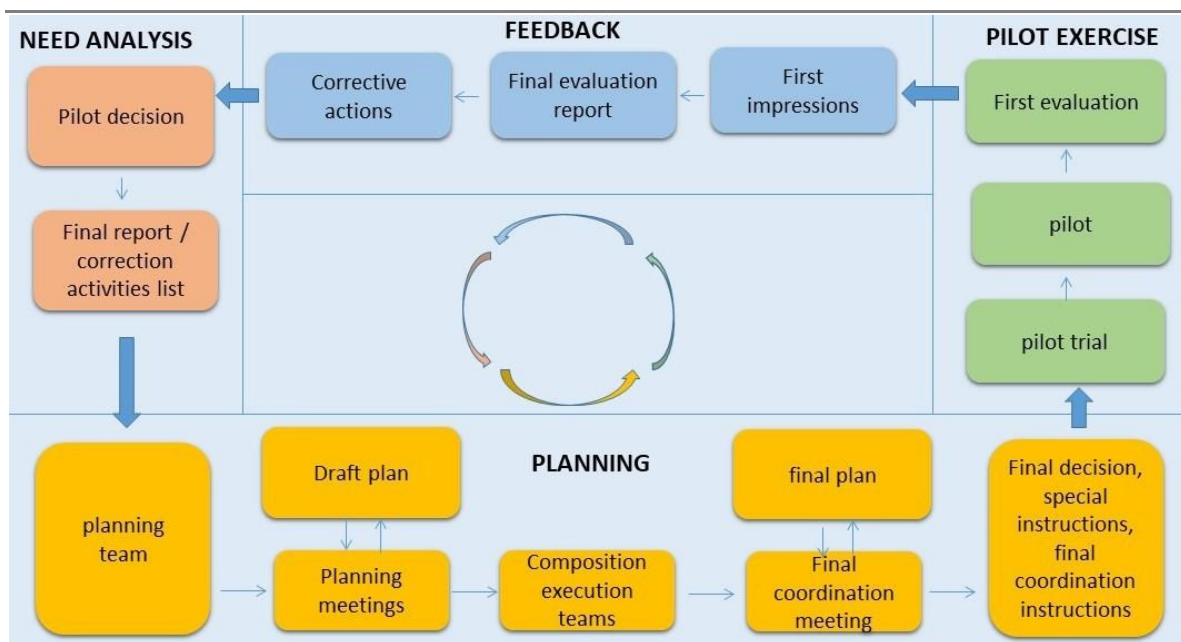 NEED ANALYSIS
Pilot decision
Final report /
correction
activities list
FEEDBACK
Corrective
actions
Final evaluation
report
First
impressions
PILOT EXERCISE
First evaluation
pilot
pilot trial
PLANNING
planning
team
Draft plan
Planning
meetings
Composition
execution
teams
final plan
Final
coordination
meeting
Final decision,
special
instructions,
final
coordination
instructions